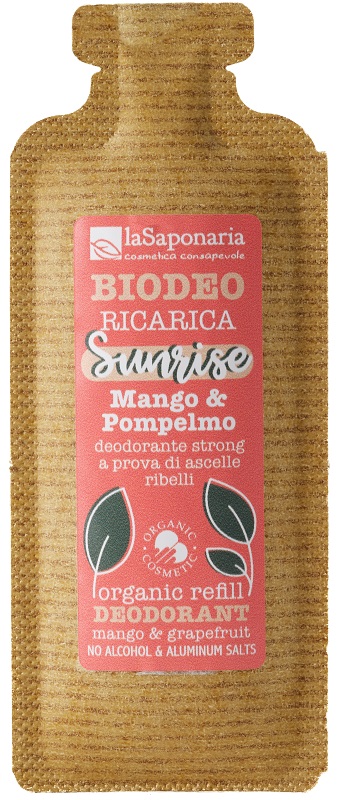 laSaponaria
cosmetica consapevole
BIODEO
RICARICA
Sunrise
Mango &
Pompelmo
deodorante strong
a prova di ascelle
ribelli
ORGANIC
COSMETIC
organic refill
DEODORANT
mango & grapefruit
NO ALCOHOL & ALUMINUM SALTS